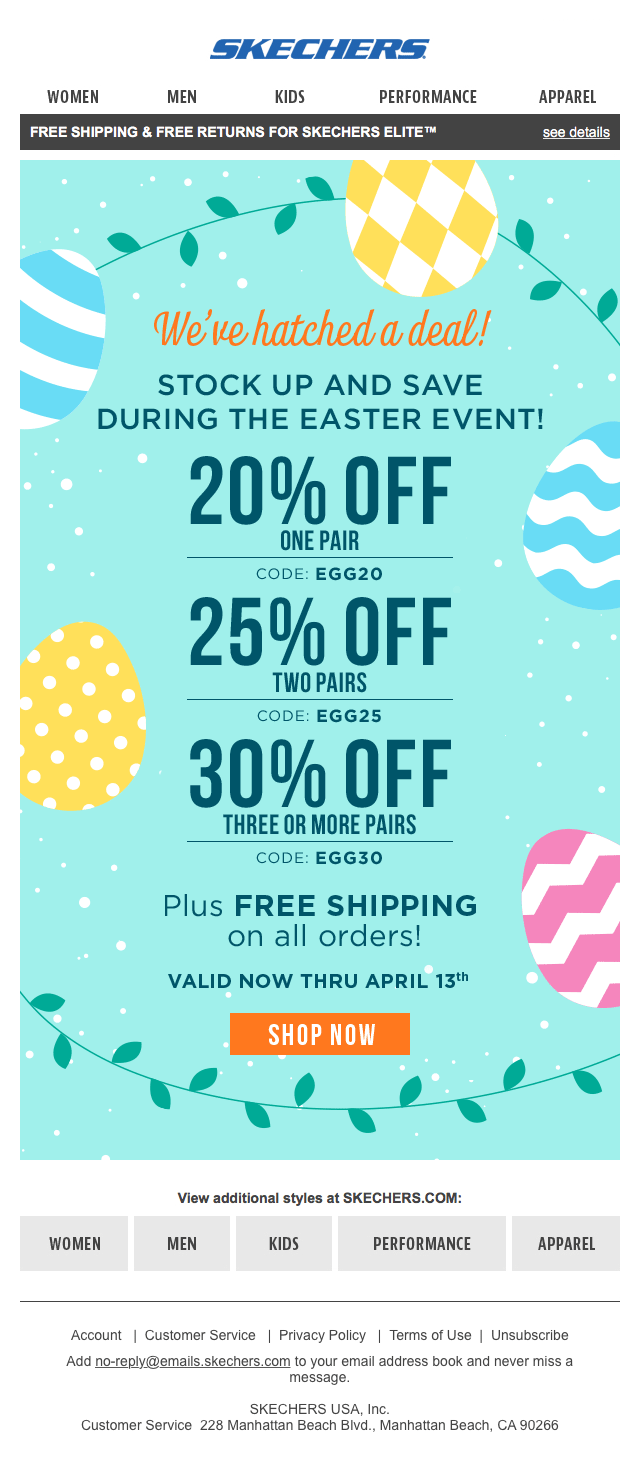 SKECHERS
WOMEN MEN KIDS PERFORMANCE APPAREL
FREE SHIPPING & FREE RETURNS FOR SKECHERS ELITE™ see details
We've hatched a deal!
STOCK UP AND SAVE
DURING THE EASTER EVENT!
20% OFF
ONE PAIR
CODE: EGG20
25% OFF
TWO PAIRS
CODE: EGG25
30% OFF
THREE OR MORE PAIRS
CODE: EGG30
Plus FREE SHIPPING
on all orders!
VALID NOW THRU APRIL 13th
SHOP NOW
View additional styles at SKECHERS.COM:
WOMEN MEN KIDS PERFORMANCE APPAREL
Account | Customer Service | Privacy Policy | Terms of Use | Unsubscribe
Add no-reply@emails.skechers.com to your email address book and never miss a
message.
SKECHERS USA, Inc.
Customer Service 228 Manhattan Beach Blvd., Manhattan Beach, CA 90266